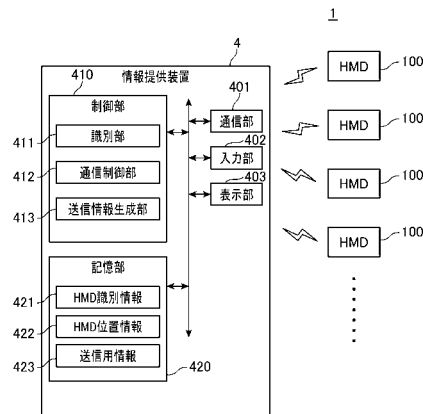 1
4
情報提供装置
410
制御部
411
識別部
412
通信制御部
413
送信情報生成部
401
通信部
402
入力部
403
表示部
記憶部
421
HMD識別情報
422
HMD位置情報
423
送信用情報
420
HMD
100
HMD
100
HMD
100
HMD
100